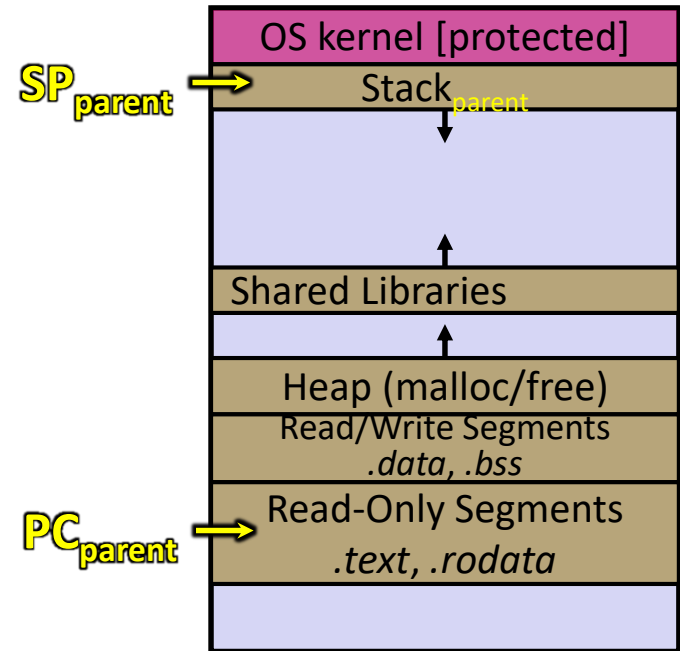 OS kernel [protected]
SPparent
Stackparent
Shared Libraries
Heap (malloc/free)
Read/Write Segments
.data, .bss
PCparent
Read-Only Segments
.text, .rodata